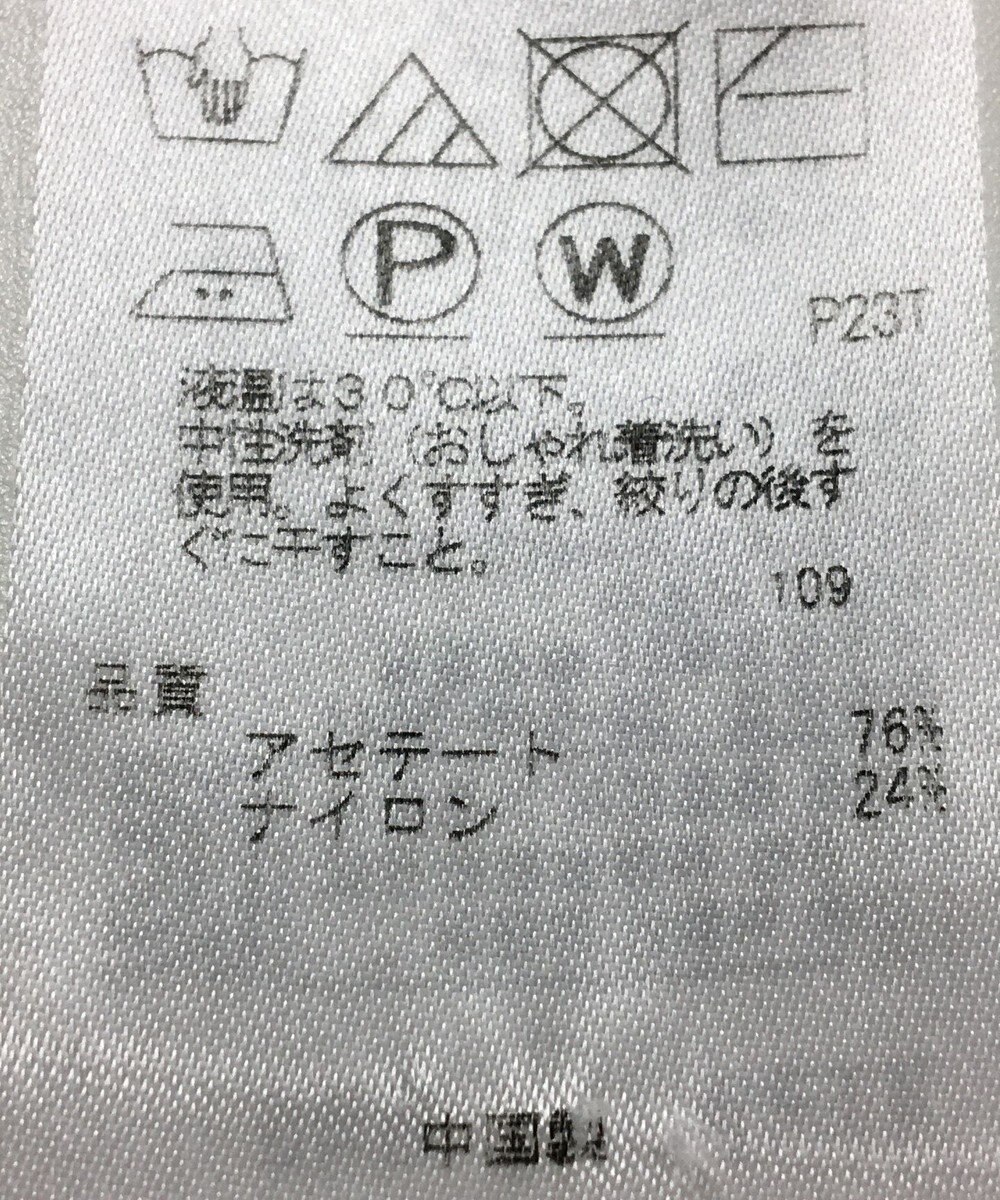 P W
P23T
液温は30℃以下。
中性洗剤（おしゃれ着洗い）を
使用。よくすすぎ、絞りの後す
ぐに干すこと。
109
品質
アセテート 76%
ナイロン 24%
中国製